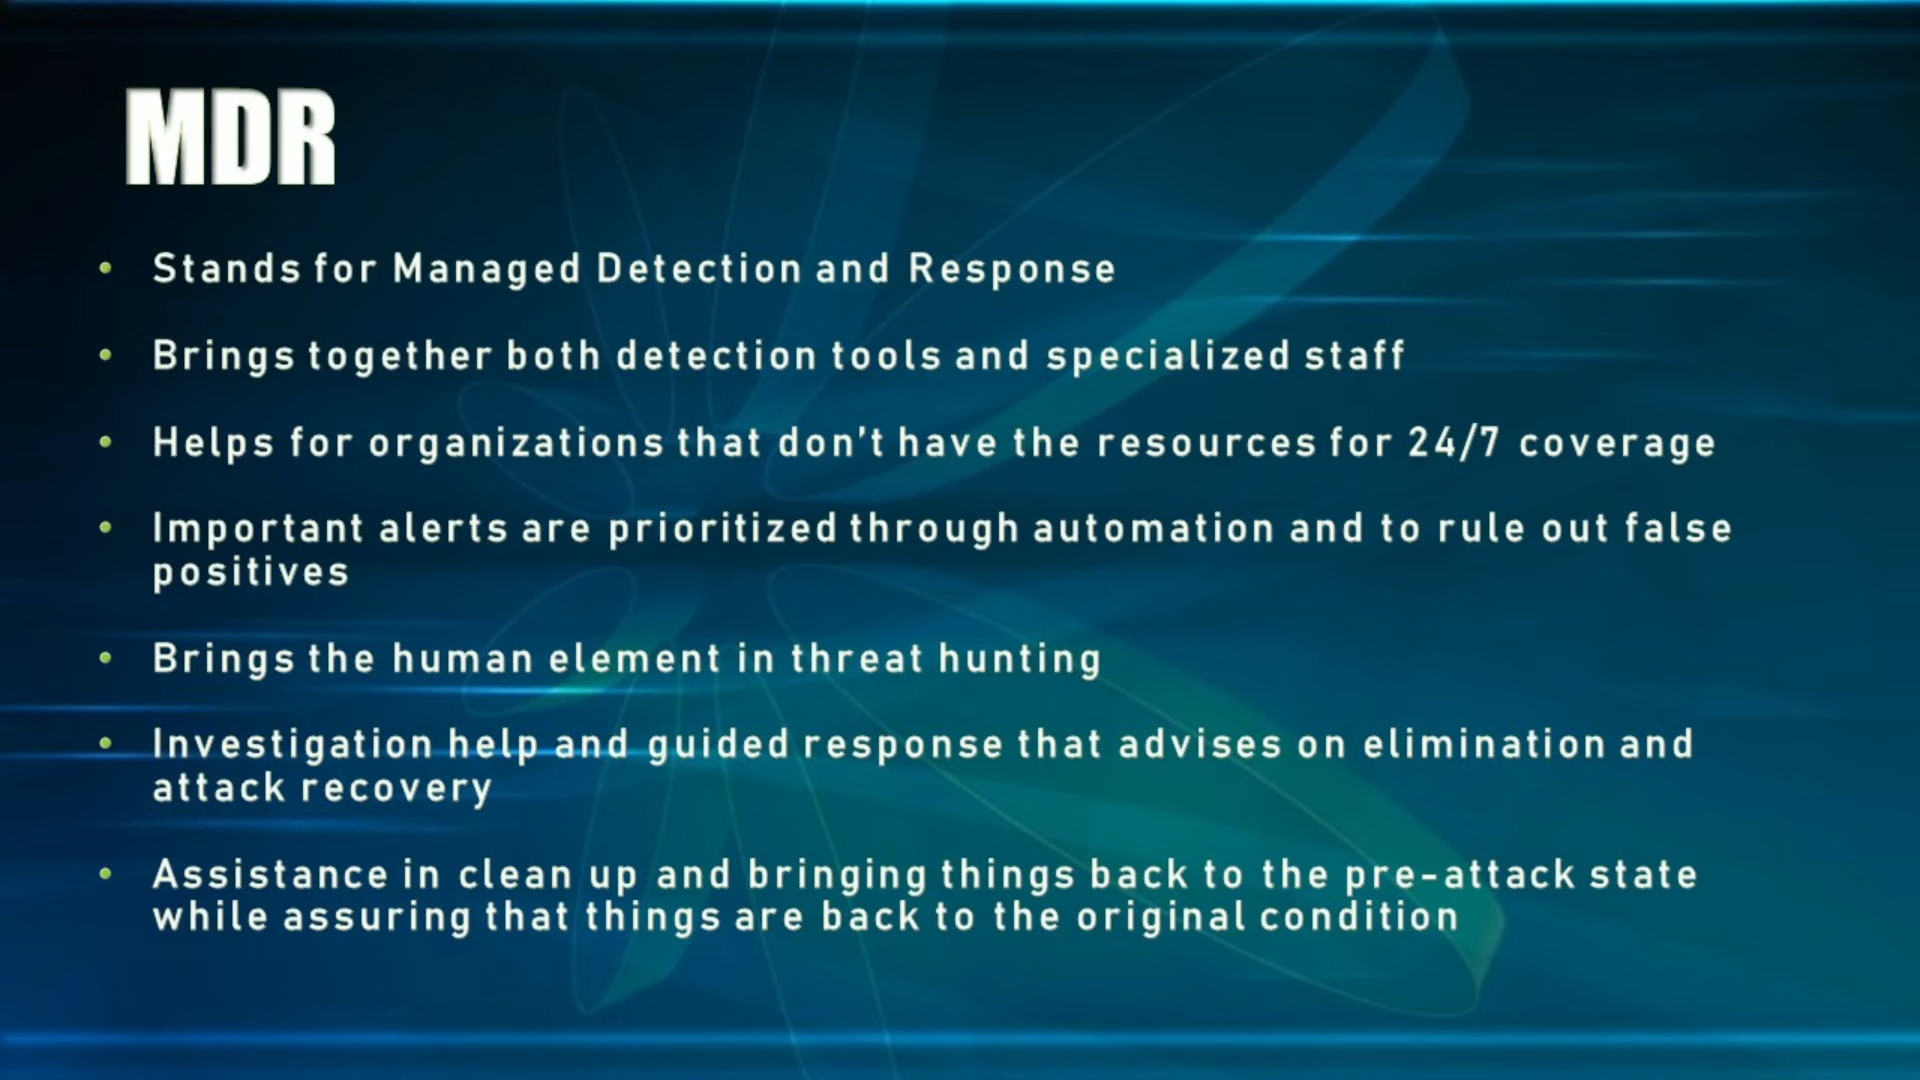 MDR
• Stands for Managed Detection and Response
• Brings together both detection tools and specialized staff
• Helps for organizations that don't have the resources for 24/7 coverage
• Important alerts are prioritized through automation and to rule out false
positives
• Brings the human element in threat hunting
• Investigation help and guided response that advises on elimination and
attack recovery
• Assistance in clean up and bringing things back to the pre-attack state
while assuring that things are back to the original condition